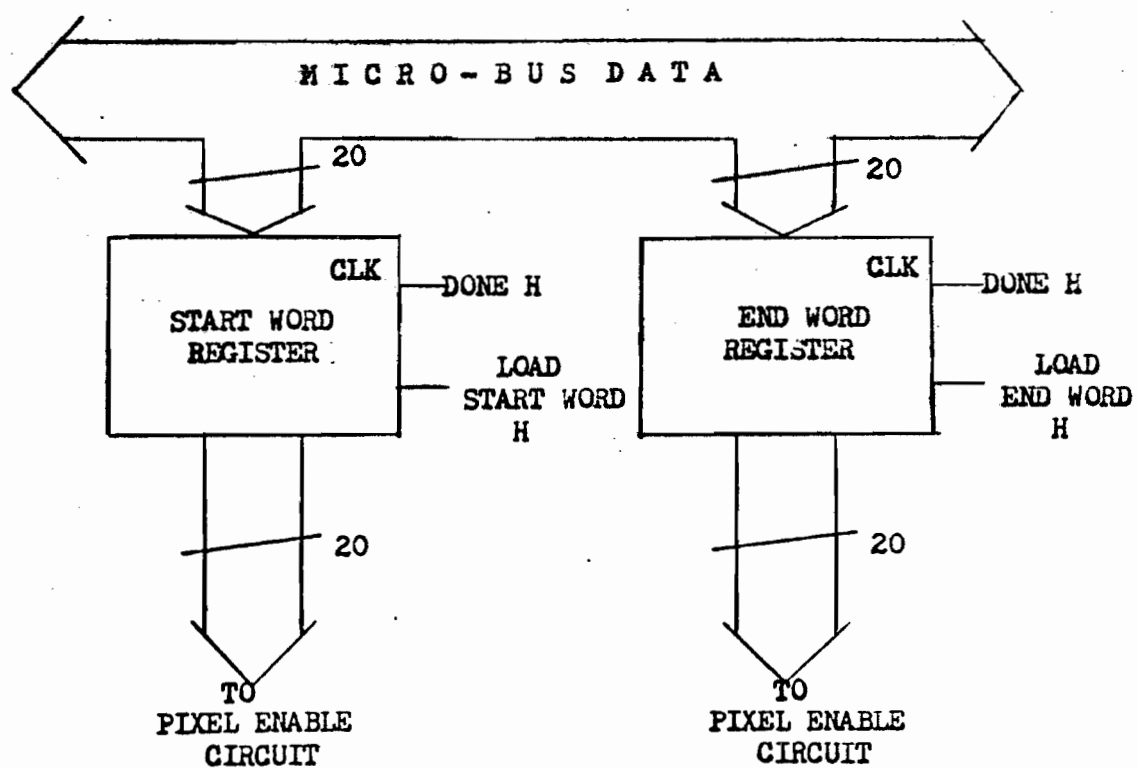 MICRO-BUS DATA
20
20
CLK
DONE H
START WORD
REGISTER
LOAD
START WORD
H
CLK
DONE H
END WORD
REGISTER
LOAD
END WORD
H
20
20
TO
PIXEL ENABLE
CIRCUIT
TO
PIXEL ENABLE
CIRCUIT